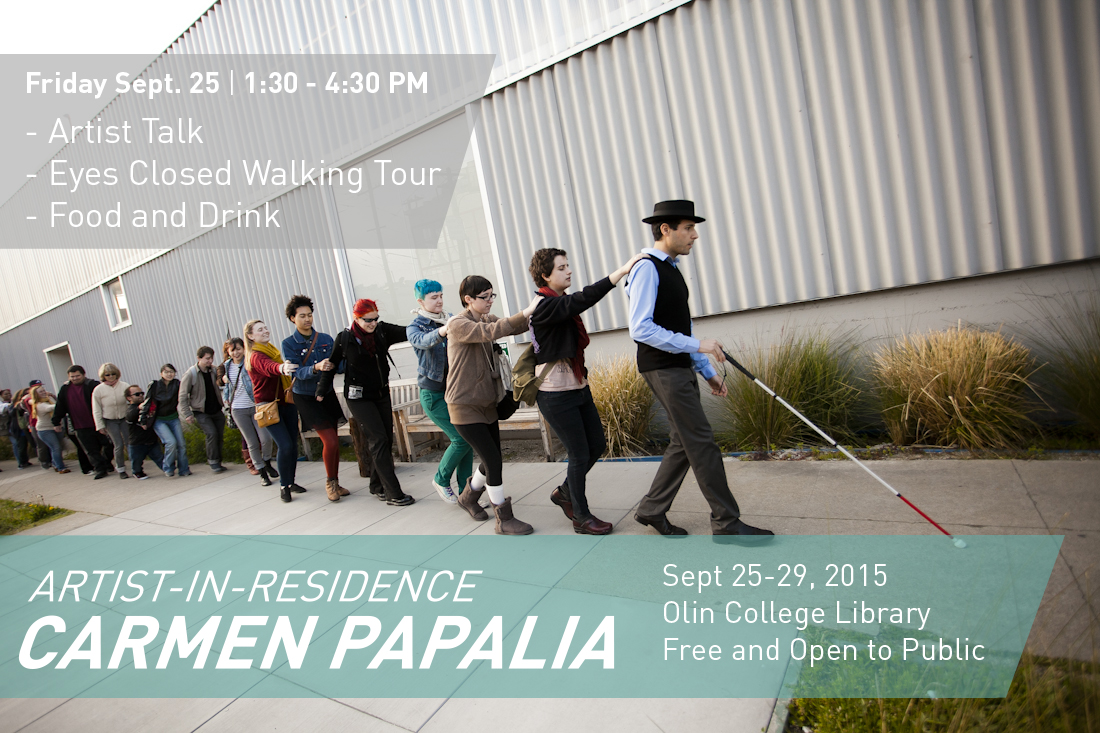 Friday Sept. 25 | 1:30 - 4:30 PM
- Artist Talk
- Eyes Closed Walking Tour
- Food and Drink
ARTIST-IN-RESIDENCE
CARMEN PAPALIA
Sept 25-29, 2015
Olin College Library
Free and Open to Public